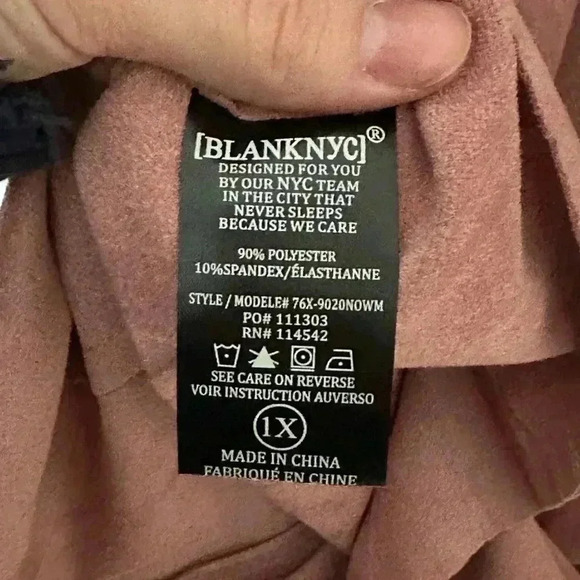 [BLANKNYC]®
DESIGNED FOR YOU
BY OUR NYC TEAM
IN THE CITY THAT
NEVER SLEEPS
BECAUSE WE CARE
90% POLYESTER
10%SPANDEX/ÉLASTHANNE
STYLE / MODELE# 76X-9020NOWM
PO# 111303
RN# 114542
SEE CARE ON REVERSE
VOIR INSTRUCTION AUVERSO
1X
MADE IN CHINA
FABRIQUÉ EN CHINE